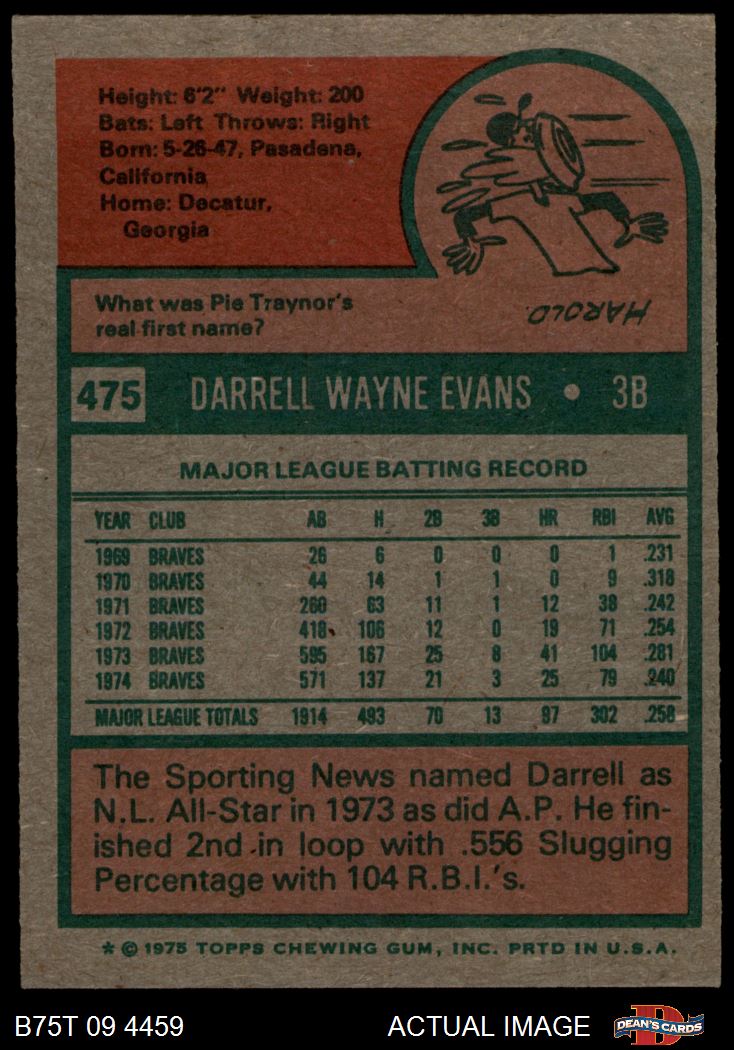 Height: 6'2" Weight: 200
Bats: Left Throws: Right
Born: 5-26-47, Pasadena,
California
Home: Decatur,
Georgia
HAROLD.
What was Pie Traynor's
real first name?
475 DARRELL WAYNE EVANS • 3B
MAJOR LEAGUE BATTING RECORD
YEAR CLUB AB H 2B 3B HR RBI AVG
1969 BRAVES 26 6 0 0 0 1 .231
1970 BRAVES 44 14 1 1 0 9 .318
1971 BRAVES 260 63 11 1 12 38 .242
1972 BRAVES 418 106 12 0 19 71 .254
1973 BRAVES 595 167 25 8 41 104 .281
1974 BRAVES 571 137 21 3 25 79 .240
MAJOR LEAGUE TOTALS 1914 493 70 13 97 302 .258
The Sporting News named Darrell as
N.L. All-Star in 1973 as did A.P. He fin-
ished 2nd in loop with .556 Slugging
Percentage with 104 R.B.I.'s.
* © 1975 TOPPS CHEWING GUM, INC. PRTD IN U.S.A.
B75T 09 4459 ACTUAL IMAGE DEAN'S CARDS